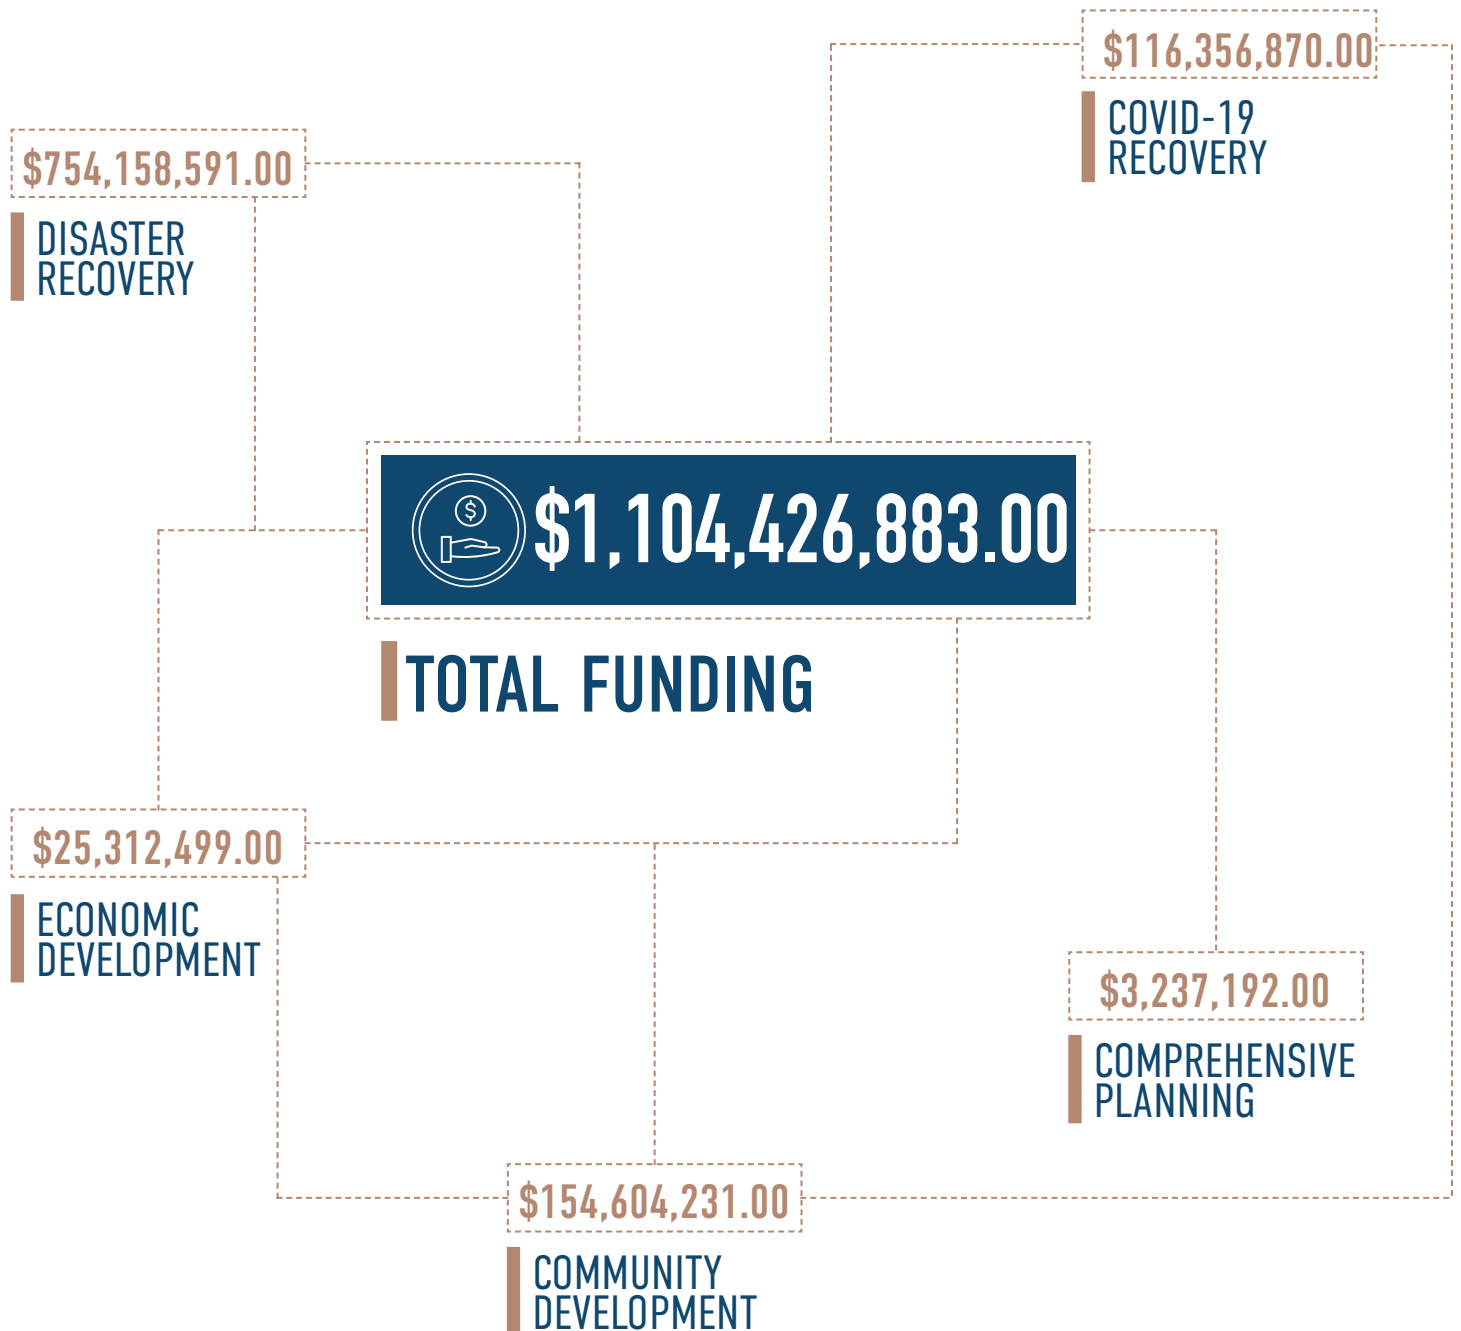 $116,356,870.00
COVID-19
RECOVERY
$754,158,591.00
DISASTER
RECOVERY
$
$1,104,426,883.00
TOTAL FUNDING
$25,312,499.00
ECONOMIC
DEVELOPMENT
$3,237,192.00
COMPREHENSIVE
PLANNING
$154,604,231.00
COMMUNITY
DEVELOPMENT